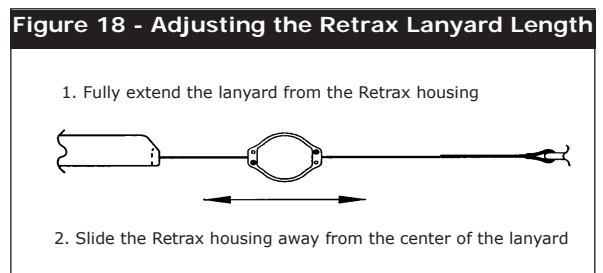 Figure 18 - Adjusting the Retrax Lanyard Length
1. Fully extend the lanyard from the Retrax housing
2. Slide the Retrax housing away from the center of the lanyard